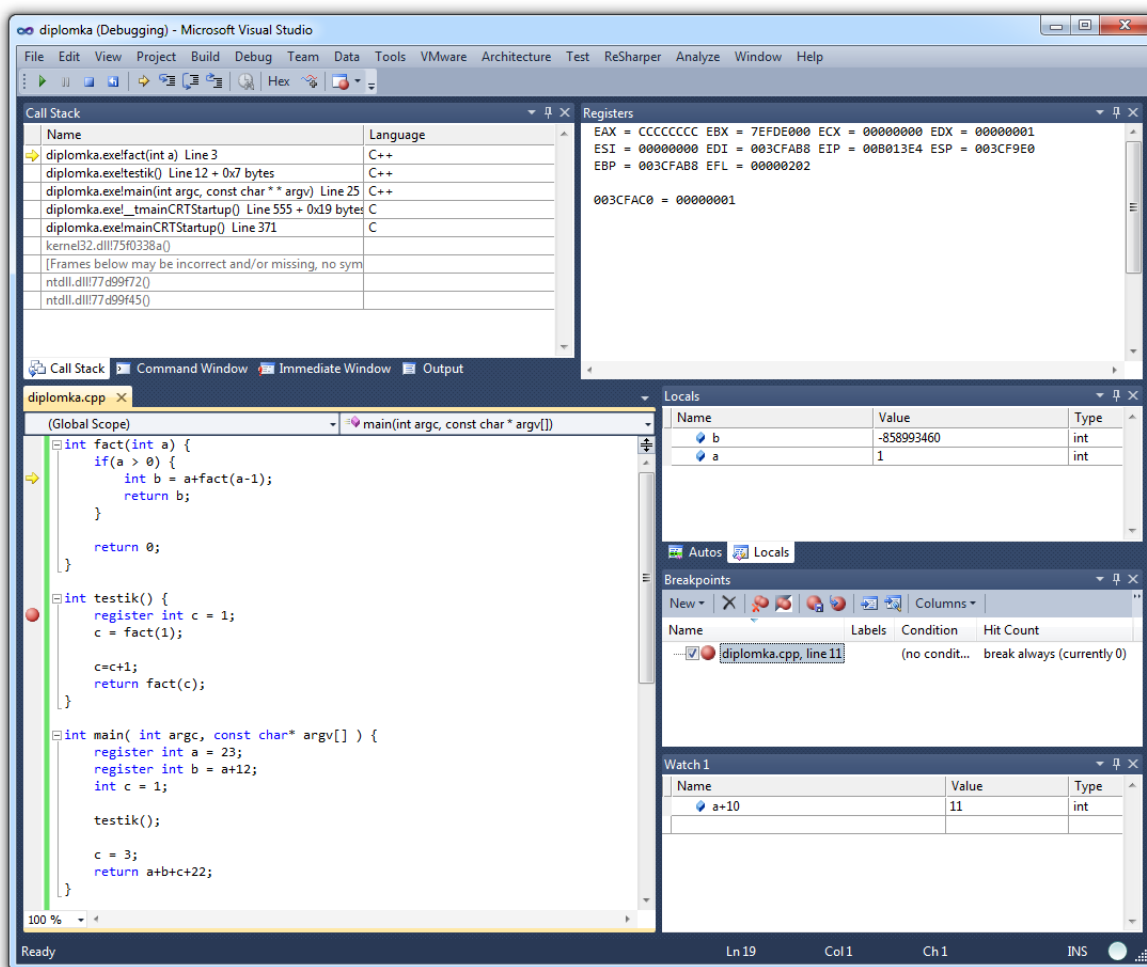 diplomka (Debugging) - Microsoft Visual Studio
File Edit View Project Build Debug Team Data Tools VMware Architecture Test ReSharper Analyze Window Help
Hex
Call Stack
Name Language
diplomka.exe!fact(int a) Line 3 C++
diplomka.exe!testik() Line 12 + 0x7 bytes C++
diplomka.exe!main(int argc, const char * * argv) Line 25 C++
diplomka.exe!__tmainCRTStartup() Line 555 + 0x19 bytes C
diplomka.exe!mainCRTStartup() Line 371 C
kernel32.dll!75f0338a()
[Frames below may be incorrect and/or missing, no sym
ntdll.dll!77d99f72()
ntdll.dll!77d99f45()
Call Stack Command Window Immediate Window Output
Registers
EAX = CCCCCCCC EBX = 7EFDE000 ECX = 00000000 EDX = 00000001
ESI = 00000000 EDI = 003CFAB8 EIP = 00B013E4 ESP = 003CF9E0
EBP = 003CFAB8 EFL = 00000202
003CFAC0 = 00000001
diplomka.cpp
(Global Scope) main(int argc, const char * argv[])
int fact(int a) {
if(a > 0) {
int b = a+fact(a-1);
return b;
}
return 0;
}
int testik() {
register int c = 1;
c = fact(1);
c=c+1;
return fact(c);
}
int main( int argc, const char* argv[] ) {
register int a = 23;
register int b = a+12;
int c = 1;
testik();
c = 3;
return a+b+c+22;
}
100 %
Locals
Name Value Type
b -858993460 int
a 1 int
Autos Locals
Breakpoints
New Columns
Name Labels Condition Hit Count
diplomka.cpp, line 11 (no condit... break always (currently 0)
Watch 1
Name Value Type
a+10 11 int
Ready Ln 19 Col 1 Ch 1 INS